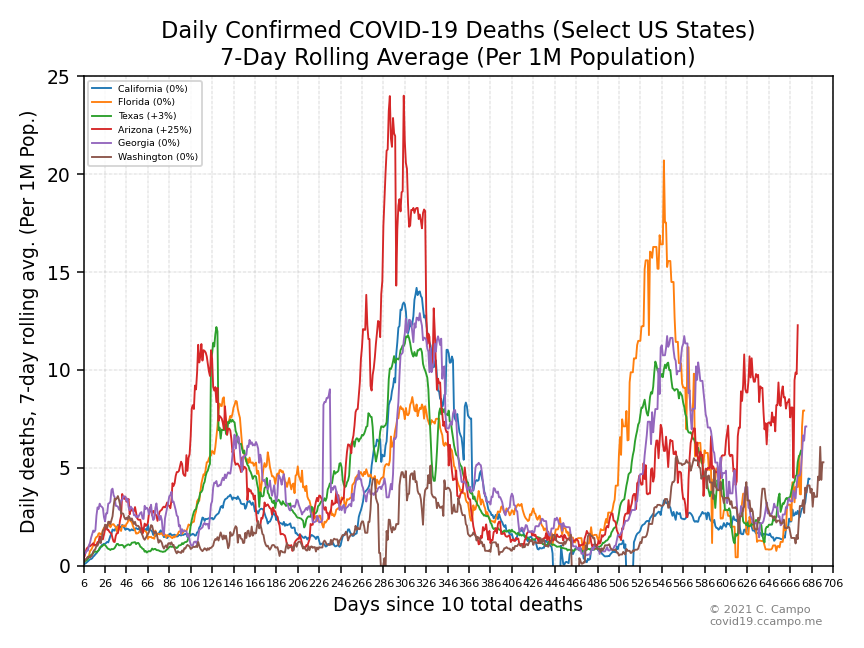 Daily Confirmed COVID-19 Deaths (Select US States)
7-Day Rolling Average (Per 1M Population)
Daily deaths, 7-day rolling avg. (Per 1M Pop.)
25
20
15
10
5
0
California (0%)
Florida (0%)
Texas (+3%)
Arizona (+25%)
Georgia (0%)
Washington (0%)
6 26 46 66 86 106 126 146 166 186 206 226 246 266 286 306 326 346 366 386 406 426 446 466 486 506 526 546 566 586 606 626 646 666 686 706
Days since 10 total deaths
© 2021 C. Campo
covid19.ccampo.me